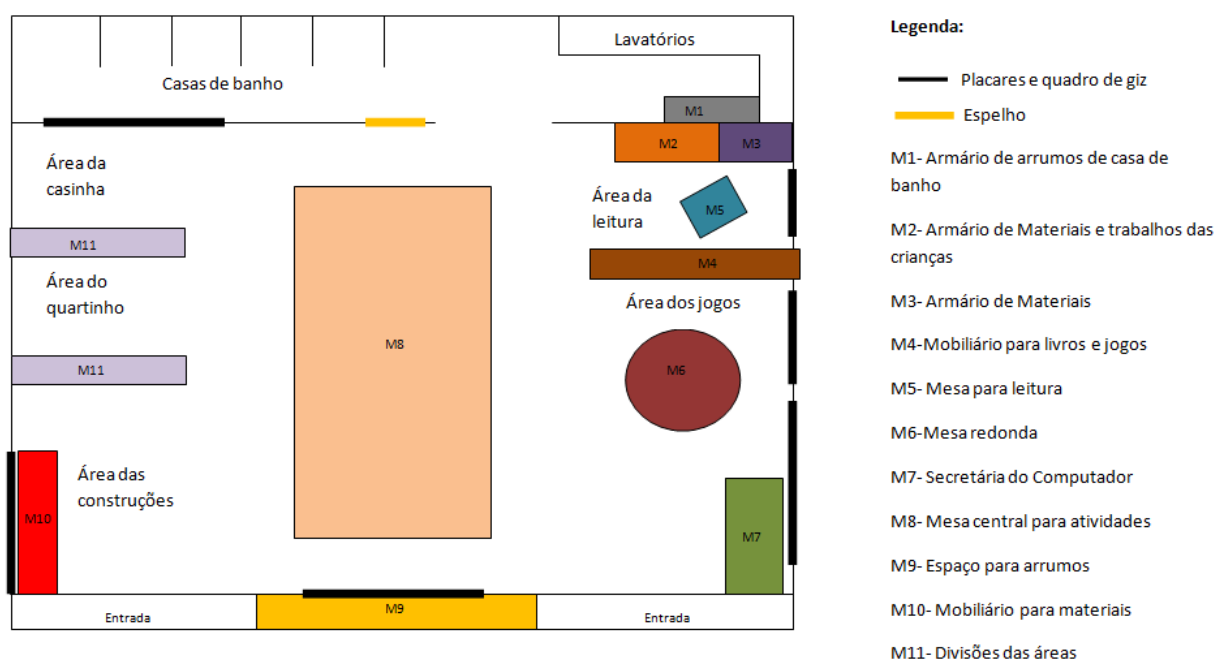 Lavatórios
Casas de banho
M1
M2
M3
Área da
casinha
Área da
leitura
M5
M11
M4
Área do
quartinho
Área dos jogos
M8
M11
M6
Área das
construções
M10
M7
Entrada
M9
Entrada
Legenda:
Placares e quadro de giz
Espelho
M1- Armário de arrumos de casa de
banho
M2- Armário de Materiais e trabalhos das
crianças
M3- Armário de Materiais
M4-Mobiliário para livros e jogos
M5- Mesa para leitura
M6-Mesa redonda
M7- Secretária do Computador
M8- Mesa central para atividades
M9- Espaço para arrumos
M10- Mobiliário para materiais
M11- Divisões das áreas